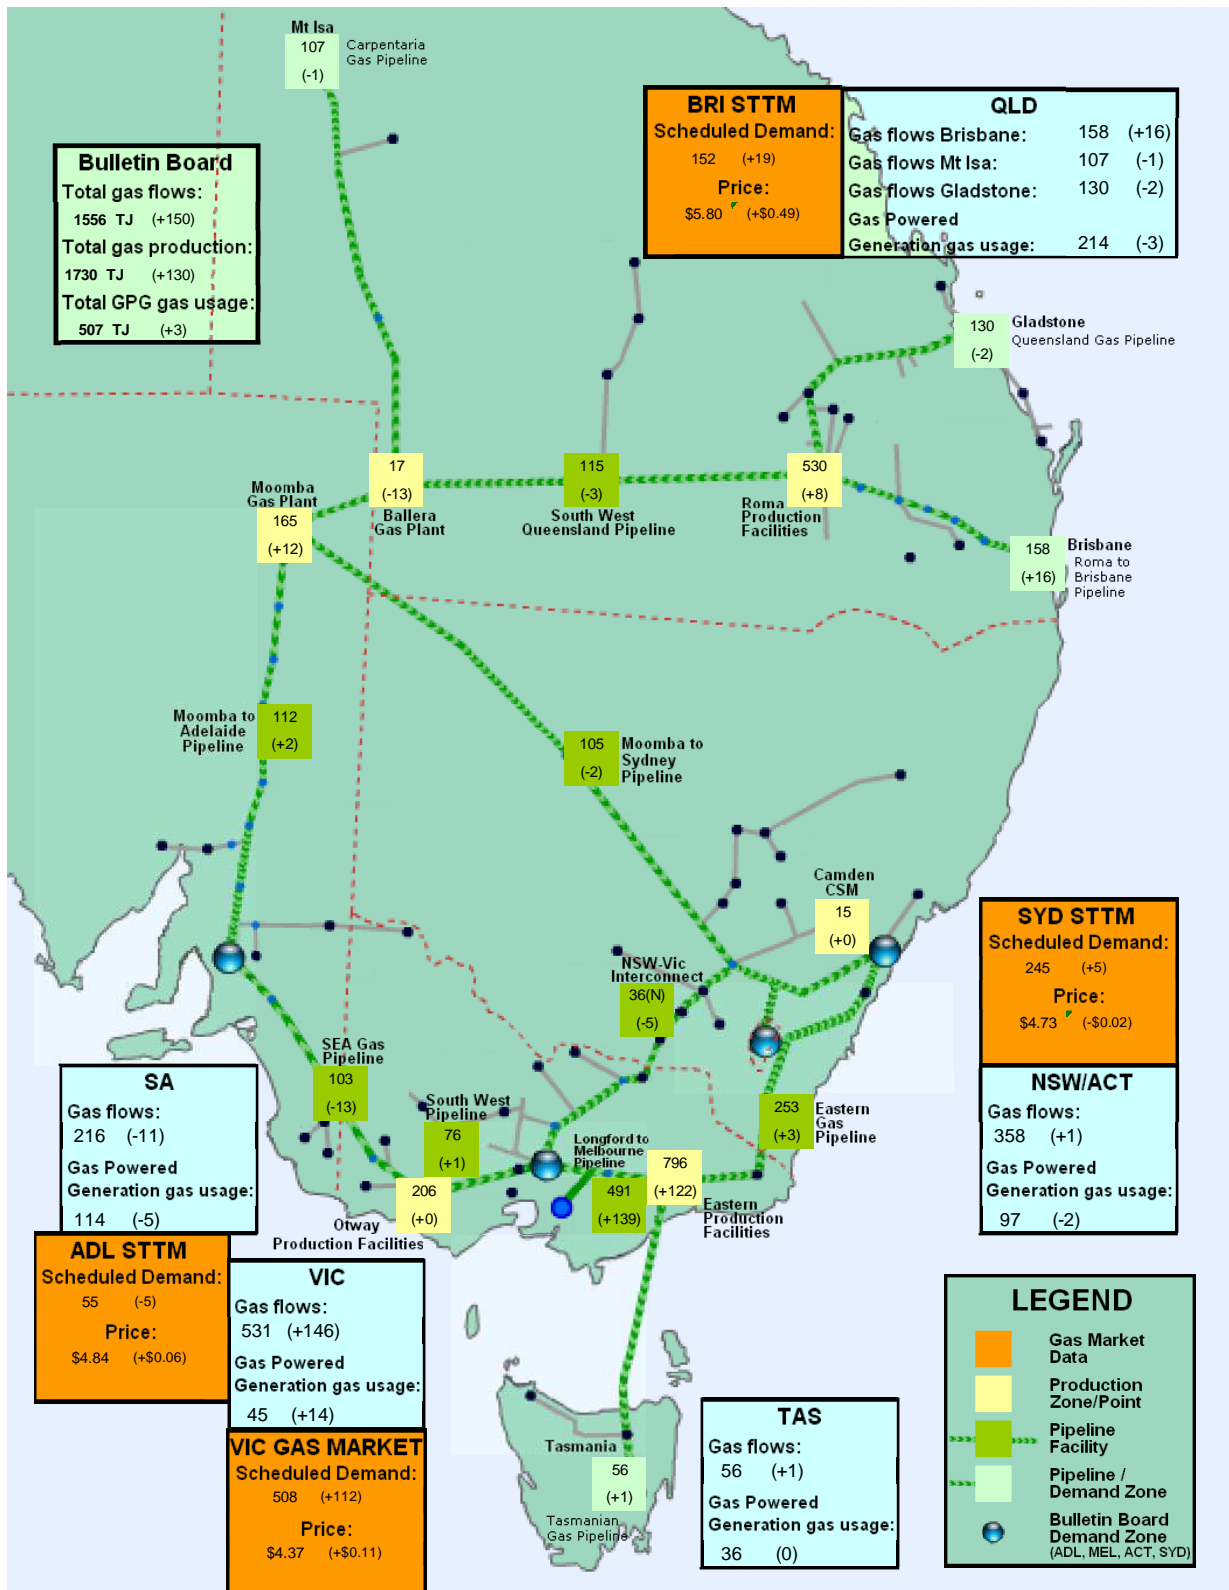 Mt Isa
107
(-1)
Carpentaria
Gas Pipeline
BRI STTM
Scheduled Demand:
152 (+19)
Price:
$5.80 (+$0.49)
QLD
Gas flows Brisbane: 158 (+16)
Gas flows Mt Isa: 107 (-1)
Gas flows Gladstone: 130 (-2)
Gas Powered
Generation gas usage: 214 (-3)
Bulletin Board
Total gas flows:
1556 TJ (+150)
Total gas production:
1730 TJ (+130)
Total GPG gas usage:
507 TJ (+3)
130
(-2)
Gladstone
Queensland Gas Pipeline
17
(-13)
Ballera
Gas Plant
115
(-3)
South West
Queensland Pipeline
530
(+8)
Roma
Production
Facilities
Moomba
Gas Plant
165
(+12)
158
(+16)
Brisbane
Roma to
Brisbane
Pipeline
Moomba to
Adelaide
Pipeline
112
(+2)
105
(-2)
Moomba to
Sydney
Pipeline
Camden
CSM
15
(+0)
NSW-Vic
Interconnect
36(N)
(-5)
SYD STTM
Scheduled Demand:
245 (+5)
Price:
$4.73 (-$0.02)
NSW/ACT
Gas flows:
358 (+1)
Gas Powered
Generation gas usage:
97 (-2)
SEA Gas
Pipeline
103
(-13)
South West
Pipeline
76
(+1)
Longford to
Melbourne
Pipeline
491
(+139)
796
(+122)
Eastern
Production
Facilities
253
(+3)
Eastern
Gas
Pipeline
206
(+0)
Otway
Production Facilities
SA
Gas flows:
216 (-11)
Gas Powered
Generation gas usage:
114 (-5)
ADL STTM
Scheduled Demand:
55 (-5)
Price:
$4.84 (+$0.06)
VIC
Gas flows:
531 (+146)
Gas Powered
Generation gas usage:
45 (+14)
VIC GAS MARKET
Scheduled Demand:
508 (+112)
Price:
$4.37 (+$0.11)
Tasmania
56
(+1)
Tasmanian
Gas Pipeline
TAS
Gas flows:
56 (+1)
Gas Powered
Generation gas usage:
36 (0)
LEGEND
Gas Market
Data
Production
Zone/Point
Pipeline
Facility
Pipeline /
Demand Zone
Bulletin Board
Demand Zone
(ADL, MEL, ACT, SYD)